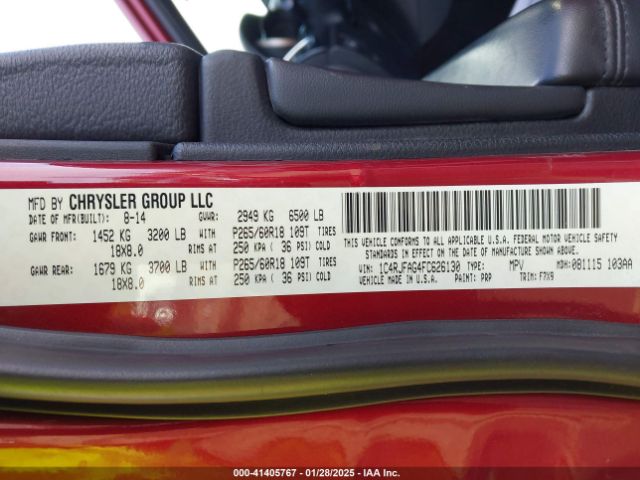 MFD BY CHRYSLER GROUP LLC
DATE OF MFR(BUILT): 8-14 GVWR: 2949 KG 6500 LB
GAWR FRONT: 1452 KG 3200 LB WITH P265/60R18 109T TIRES
18X8.0 RIMS AT 250 KPA ( 36 PSI) COLD
GAWR REAR: 1679 KG 3700 LB WITH P265/60R18 109T TIRES
18X8.0 RIMS AT 250 KPA ( 36 PSI) COLD
THIS VEHICLE CONFORMS TO ALL APPLICABLE U.S.A. FEDERAL MOTOR VEHICLE SAFETY
STANDARDS IN EFFECT ON THE DATE OF MANUFACTURE SHOWN ABOVE.
VIN: 1C4RJFAG4FC626130 TYPE: MPV MDH: 081115 103AA
VEHICLE MADE IN U.S.A. PAINT: PRP TRIM: F7X9
000-41405767 / 01/28/2025 / IAA Inc.